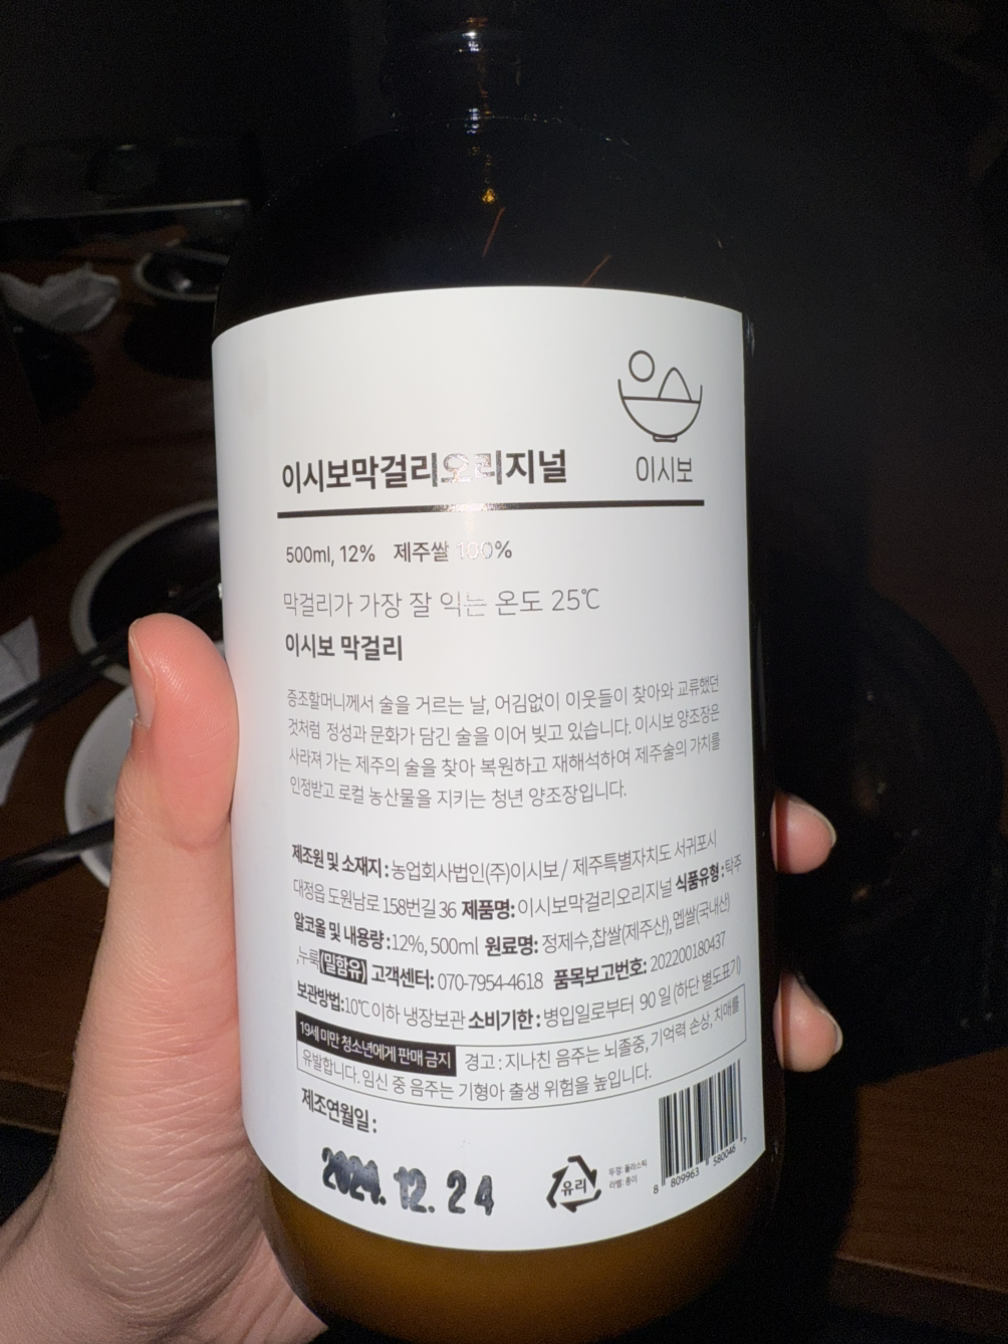 이시보
이시보막걸리오리지널
500ml, 12% 제주쌀 100%
막걸리가 가장 잘 익는 온도 25℃
이시보 막걸리
증조할머니께서 술을 거르는 날, 어김없이 이웃들이 찾아와 교류했던
것처럼 정성과 문화가 담긴 술을 이어 빚고 있습니다. 이시보 양조장은
사라져 가는 제주의 술을 찾아 복원하고 재해석하여 제주술의 가치를
인정받고 로컬 농산물을 지키는 청년 양조장입니다.
제조원 및 소재지 : 농업회사법인(주)이시보 / 제주특별자치도 서귀포시
대정읍 도원남로 158번길 36 제품명: 이시보막걸리오리지널 식품유형 : 탁주
알코올 및 내용량 :12%, 500ml 원료명: 정제수,찹쌀(제주산), 멥쌀(국내산)
,누룩(밀함유) 고객센터: 070-7954-4618 품목보고번호: 202200180437
보관방법:10℃ 이하 냉장보관 소비기한 : 병입일로부터 90일 (하단 별도표기)
19세 미만 청소년에게 판매 금지 경고 : 지나친 음주는 뇌졸중, 기억력 손상, 치매를
유발합니다. 임신 중 음주는 기형아 출생 위험을 높입니다.
제조연월일 :
2024. 12. 24
유리
뚜껑: 플라스틱
라벨: 종이
8 809963 580046